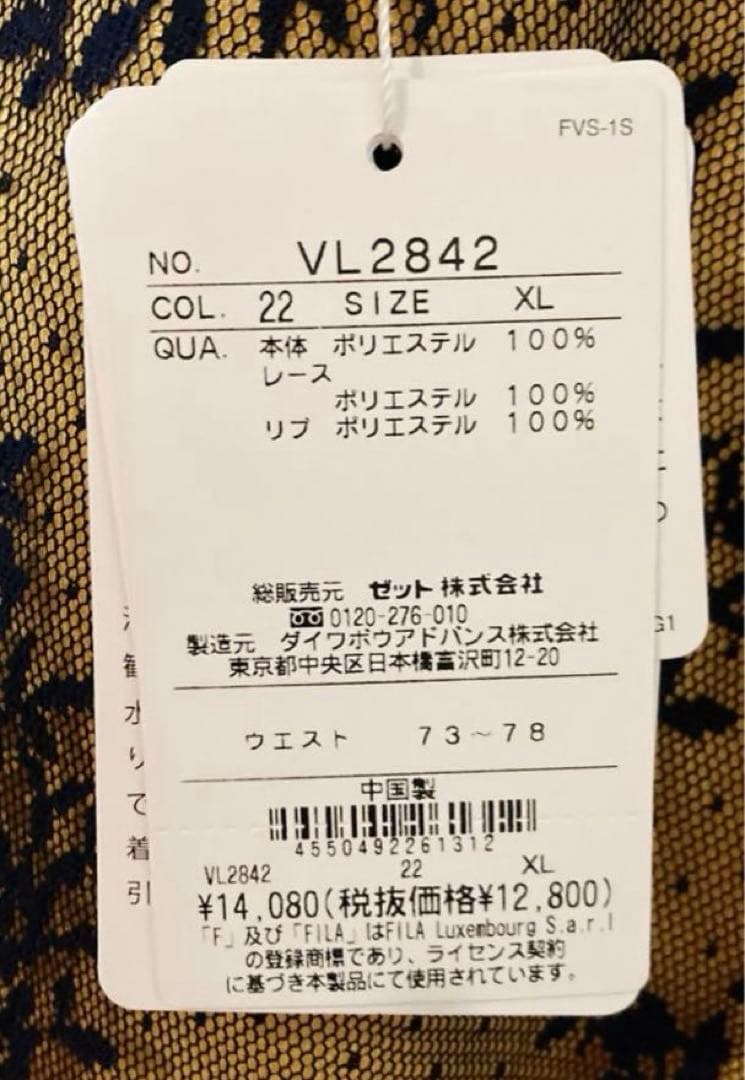 FVS-1S
NO. VL2842
COL. 22 SIZE XL
QUA. 本体 ポリエステル 100%
レース
ポリエステル 100%
リブ ポリエステル 100%
総販売元 ゼット株式会社
0120-276-010
製造元 ダイワボウアドバンス株式会社
東京都中央区日本橋富沢町12-20
ウエスト 73~78
中国製
4550492261312
VL2842 22 XL
¥14,080(税抜価格¥12,800)
「F」及び「FILA」はFILA Luxembourg S.a.r.l
の登録商標であり、ライセンス契約
に基づき本製品にて使用されています。
G1
水
り
で
着
引